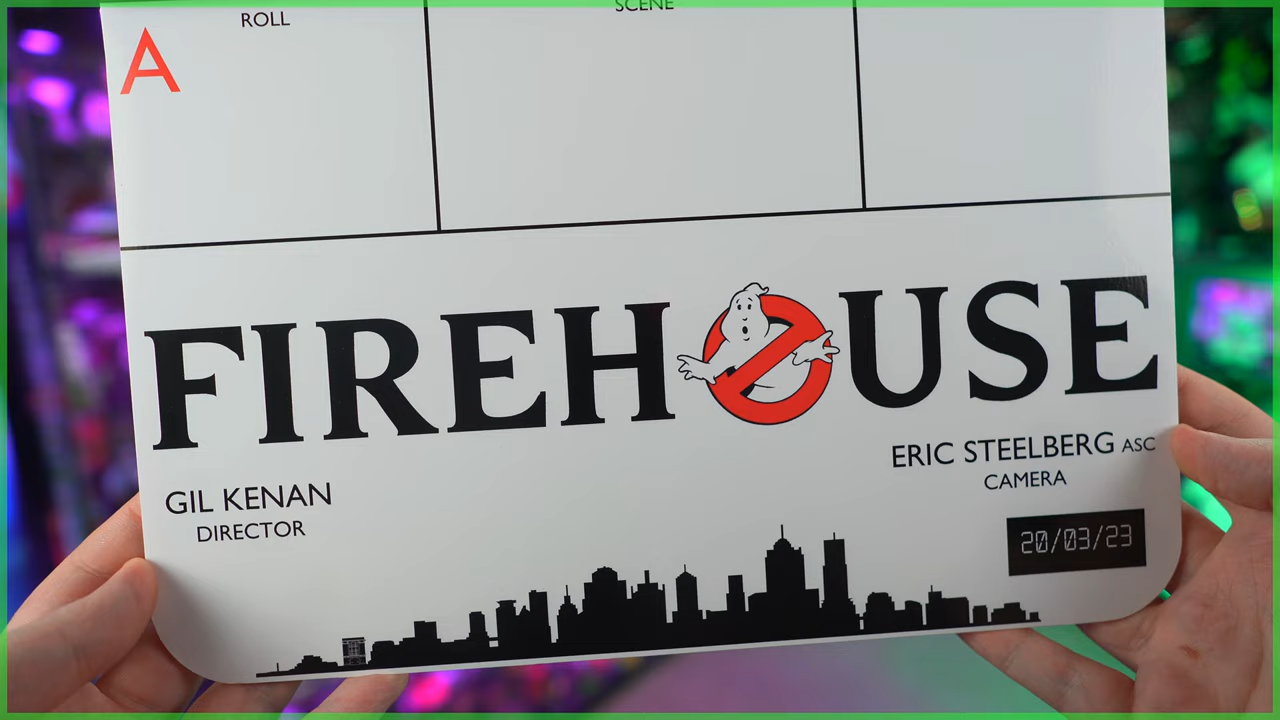 ROLL
SCENE
A
FIREHOUSE
GIL KENAN
DIRECTOR
ERIC STEELBERG ASC
CAMERA
20/03/23